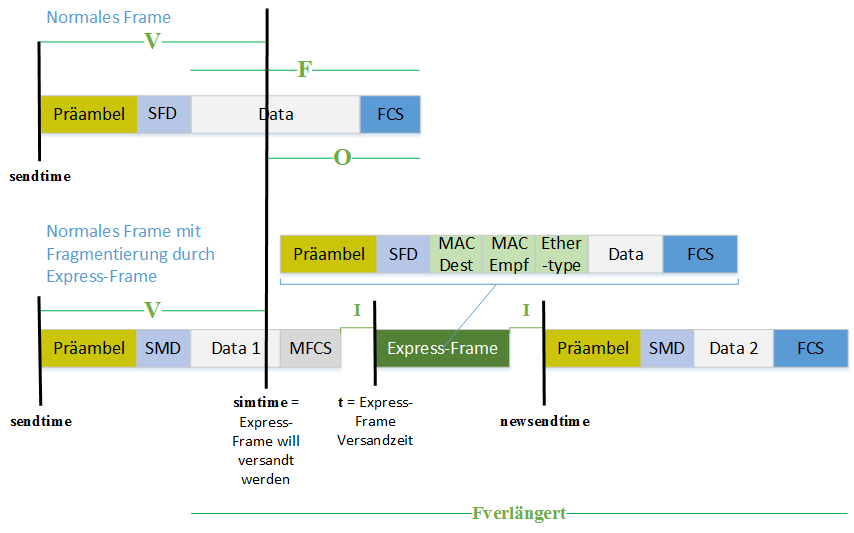 Normales Frame
V
F
Präambel SFD Data FCS
O
sendtime
Normales Frame mit
Fragmentierung durch
Express-Frame
Präambel SFD MAC Dest MAC Empf Ether-type Data FCS
V
I
I
Präambel SMD Data 1 MFCS Express-Frame Präambel SMD Data 2 FCS
sendtime
simtime =
Express-
Frame will
versandt
werden
t = Express-
Frame
Versandzeit
newsendtime
Fverlängert